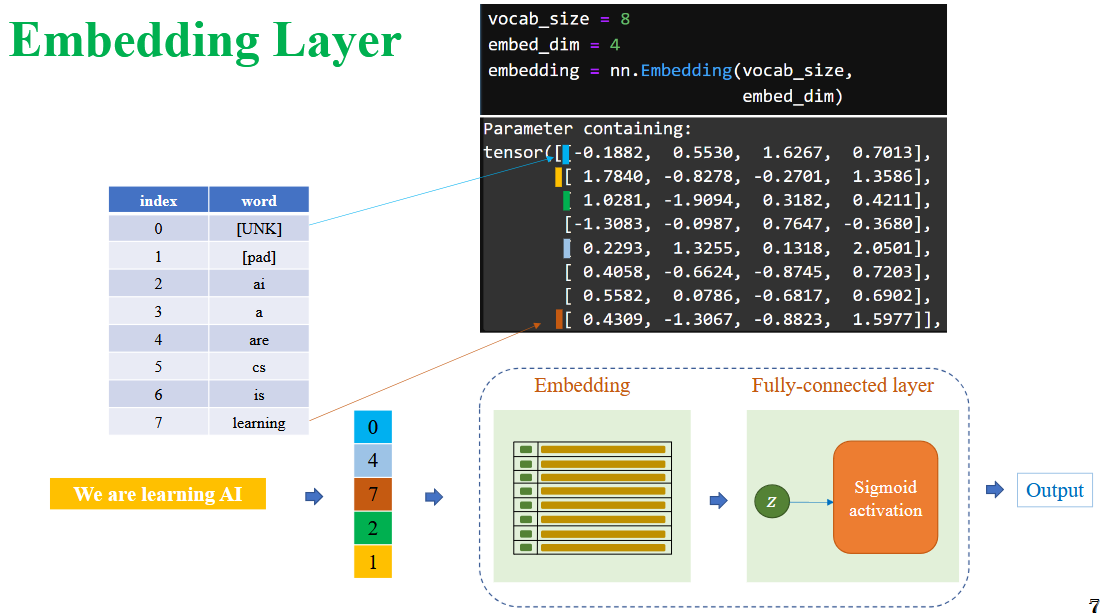 Embedding Layer
vocab_size = 8
embed_dim = 4
embedding = nn.Embedding(vocab_size,
embed_dim)
Parameter containing:
tensor([[-0.1882, 0.5530, 1.6267, 0.7013],
[ 1.7840, -0.8278, -0.2701, 1.3586],
[ 1.0281, -1.9094, 0.3182, 0.4211],
[-1.3083, -0.0987, 0.7647, -0.3680],
[ 0.2293, 1.3255, 0.1318, 2.0501],
[ 0.4058, -0.6624, -0.8745, 0.7203],
[ 0.5582, 0.0786, -0.6817, 0.6902],
[ 0.4309, -1.3067, -0.8823, 1.5977]],
index word
0 [UNK]
1 [pad]
2 ai
3 a
4 are
5 cs
6 is
7 learning
We are learning AI
0
4
7
2
1
Embedding
Fully-connected layer
z
Sigmoid
activation
Output
7